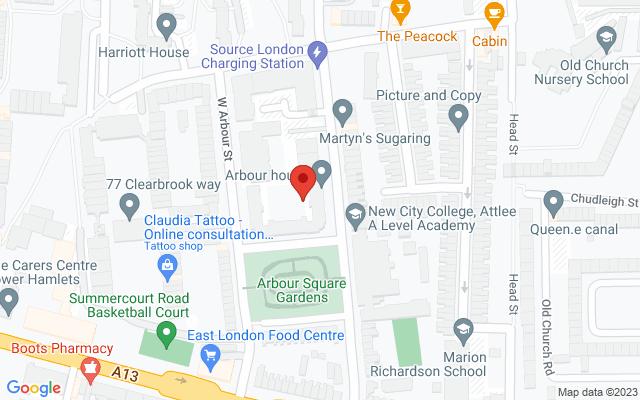 The Peacock
Cabin
Harriott House
Source London
Charging Station
Old Church
Nursery School
Picture and Copy
Martyn's Sugaring
Head St
W Arbour St
Arbour hou
77 Clearbrook way
Chudleigh St
Claudia Tattoo -
Online consultation...
Tattoo shop
New City College, Attlee
A Level Academy
Queen.e canal
e Carers Centre
ower Hamlets
Arbour Square
Gardens
Summercourt Road
Basketball Court
Head St
Old Church Rd
East London Food Centre
Boots Pharmacy
A13
Marion
Richardson School
Google
Map data ©2023